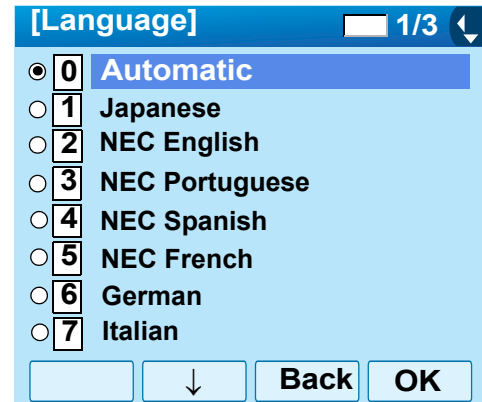 [Language] 1/3
0 Automatic
1 Japanese
2 NEC English
3 NEC Portuguese
4 NEC Spanish
5 NEC French
6 German
7 Italian
↓ Back OK